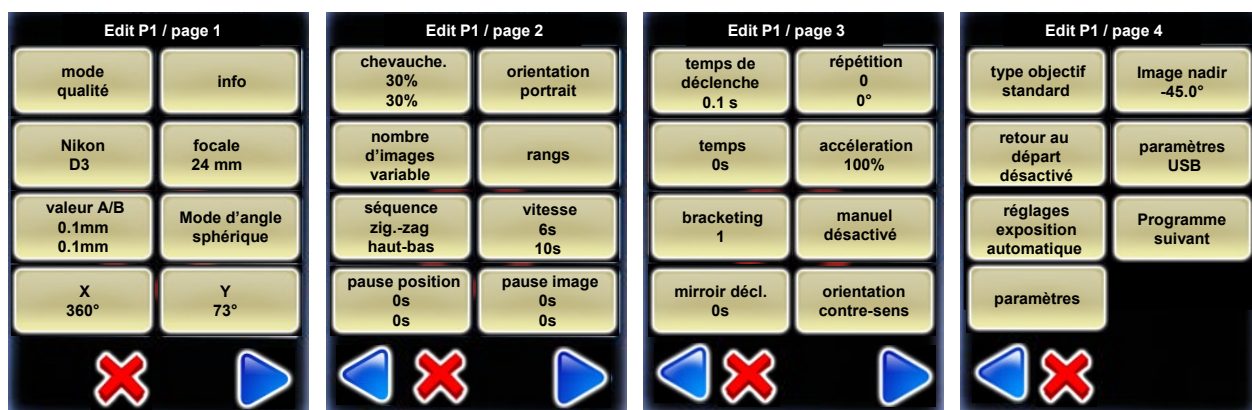 Edit P1 / page 1
mode
qualité
info
Nikon
D3
focale
24 mm
valeur A/B
0.1mm
0.1mm
Mode d'angle
sphérique
X
360°
Y
73°
Edit P1 / page 2
chevauche.
30%
30%
orientation
portrait
nombre
d'images
variable
rangs
séquence
zig.-zag
haut-bas
vitesse
6s
10s
pause position
0s
0s
pause image
0s
0s
Edit P1 / page 3
temps de
déclenche
0.1 s
répétition
0
0°
temps
0s
accéleration
100%
bracketing
1
manuel
désactivé
mirroir décl.
0s
orientation
contre-sens
Edit P1 / page 4
type objectif
standard
Image nadir
-45.0°
retour au
départ
désactivé
paramètres
USB
réglages
exposition
automatique
Programme
suivant
paramètres